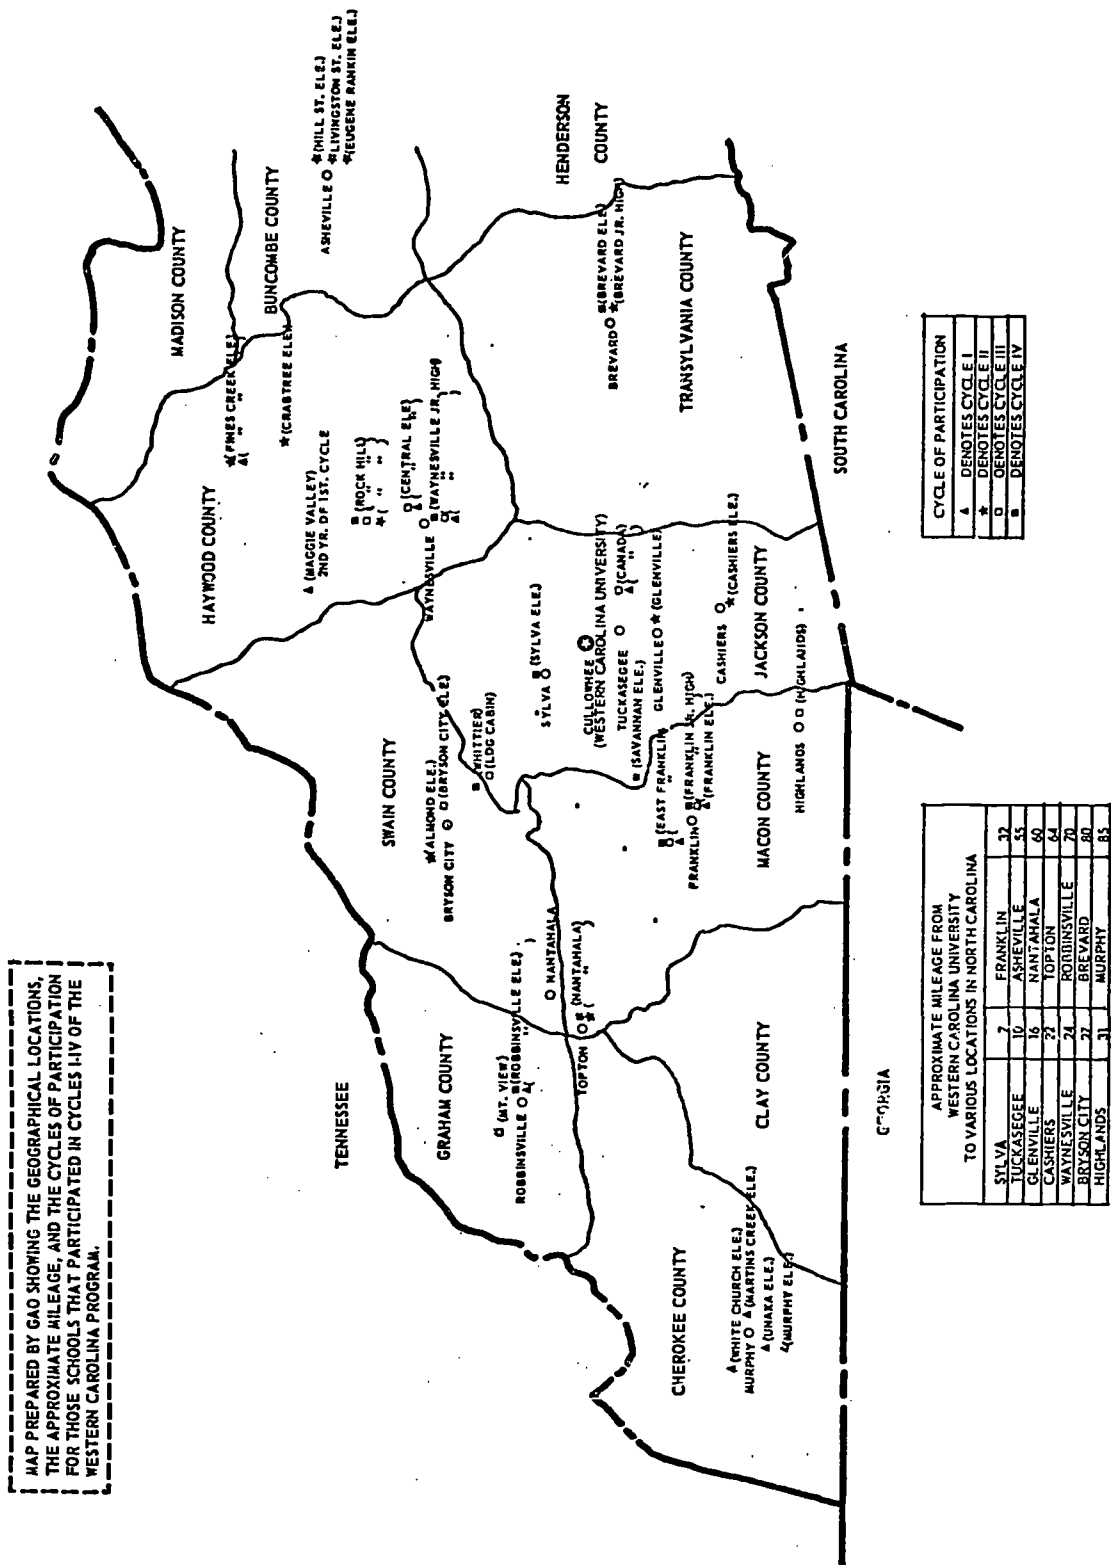 MAP PREPARED BY GAO SHOWING THE GEOGRAPHICAL LOCATIONS,
THE APPROXIMATE MILEAGE, AND THE CYCLES OF PARTICIPATION
FOR THOSE SCHOOLS THAT PARTICIPATED IN CYCLES I-IV OF THE
WESTERN CAROLINA PROGRAM.
TENNESSEE
MADISON COUNTY
BUNCOMBE COUNTY
ASHEVILLE
(HILL ST. ELE.)
(LIVINGSTON ST. ELE.)
(EUGENE RANKIN ELE.)
HAYWOOD COUNTY
(FINES CREEK ELE)
( " " )
(CRABTREE ELE)
(MAGGIE VALLEY)
2ND YR. OF 1ST. CYCLE
(ROCK HILL)
( " " )
( " " )
(CENTRAL ELE)
( " " )
WAYNESVILLE
(WAYNESVILLE JR. HIGH)
( " " )
HENDERSON
COUNTY
BREVARD
(BREVARD ELE)
(BREVARD JR. HIGH)
TRANSYLVANIA COUNTY
SWAIN COUNTY
(ALMOND ELE.)
BRYSON CITY
(BRYSON CITY ELE)
(WHITTIER)
(LOG CABIN)
SYLVA
(SYLVA ELE)
CULLOWHEE
(WESTERN CAROLINA UNIVERSITY)
TUCKASEGEE
(CANADA)
( " )
(SAVANNAN ELE.)
GLENVILLE
(GLENVILLE)
CASHIERS
(CASHIERS ELE.)
JACKSON COUNTY
GRAHAM COUNTY
(MT. VIEW)
ROBBINSVILLE
(ROBBINSVILLE ELE.)
( " )
NANTAHALA
TOPTON
(NANTAHALA)
( " )
(EAST FRANKLIN
( "
FRANKLIN
(FRANKLIN JR. HIGH)
(FRANKLIN ELE.)
MACON COUNTY
HIGHLANDS
(HIGHLANDS)
CLAY COUNTY
CHEROKEE COUNTY
(WHITE CHURCH ELE.)
MURPHY
(MARTINS CREEK ELE.)
(UNAKA ELE.)
(MURPHY ELE)
GEORGIA
SOUTH CAROLINA
APPROXIMATE MILEAGE FROM
WESTERN CAROLINA UNIVERSITY
TO VARIOUS LOCATIONS IN NORTH CAROLINA
SYLVA 7 FRANKLIN 32
TUCKASEGEE 10 ASHEVILLE 55
GLENVILLE 16 NANTAHALA 60
CASHIERS 22 TOPTON 64
WAYNESVILLE 24 ROBBINSVILLE 70
BRYSON CITY 27 BREVARD 80
HIGHLANDS 31 MURPHY 85
CYCLE OF PARTICIPATION
DENOTES CYCLE I
DENOTES CYCLE II
DENOTES CYCLE III
DENOTES CYCLE IV